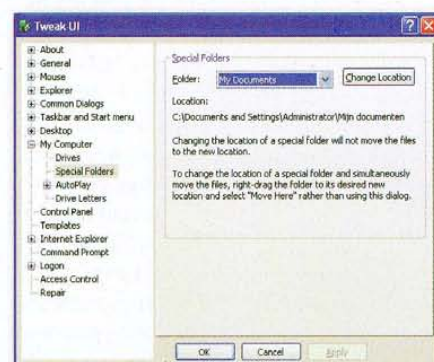 Tweak UI
About
General
Mouse
Explorer
Common Dialogs
Taskbar and Start menu
Desktop
My Computer
Drives
Special Folders
AutoPlay
Drive Letters
Control Panel
Templates
Internet Explorer
Command Prompt
Logon
Access Control
Repair
Special Folders
Folder: My Documents Change Location
Location:
C:\Documents and Settings\Administrator\Mijn documenten
Changing the location of a special folder will not move the files
to the new location.
To change the location of a special folder and simultaneously
move the files, right-drag the folder to its desired new
location and select "Move Here" rather than using this dialog.
OK Cancel Apply